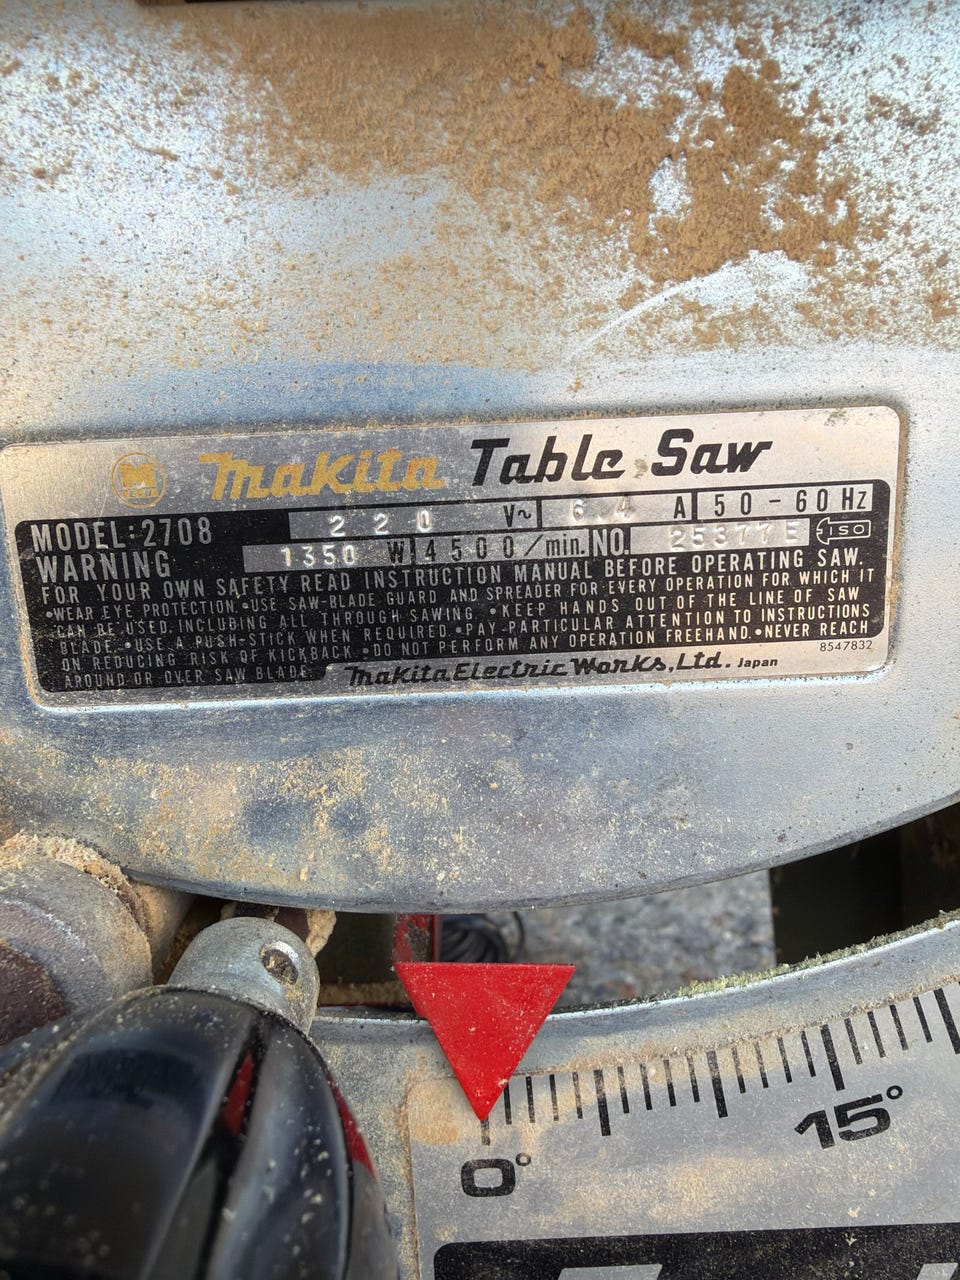 makita Table Saw
MODEL:2708 220 V~ 6.4 A 50-60 Hz
WARNING 1350 W 4500/min. NO. 25377E ISO
FOR YOUR OWN SAFETY READ INSTRUCTION MANUAL BEFORE OPERATING SAW.
•WEAR EYE PROTECTION•USE SAW-BLADE GUARD AND SPREADER FOR EVERY OPERATION FOR WHICH IT
CAN BE USED, INCLUDING ALL THROUGH SAWING. •KEEP HANDS OUT OF THE LINE OF SAW
BLADE.•USE A PUSH-STICK WHEN REQUIRED.•PAY PARTICULAR ATTENTION TO INSTRUCTIONS
ON REDUCING RISK OF KICKBACK.•DO NOT PERFORM ANY OPERATION FREEHAND.•NEVER REACH
AROUND OR OVER SAW BLADE.
8547832
Makita Electric Works, Ltd. Japan
0°
15°